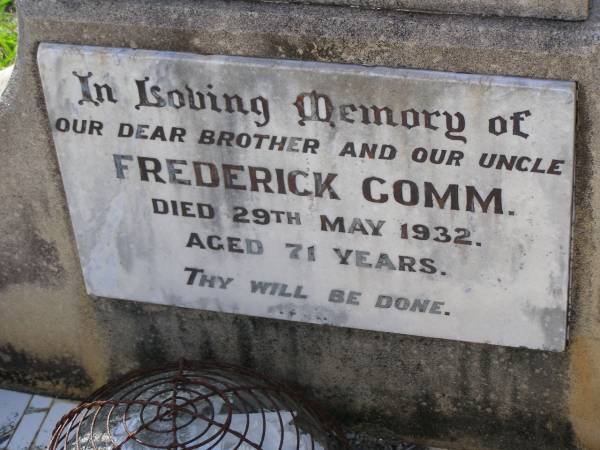 In Loving Memory of
OUR DEAR BROTHER AND OUR UNCLE
FREDERICK GOMM.
DIED 29TH MAY 1932.
AGED 71 YEARS.
THY WILL BE DONE.